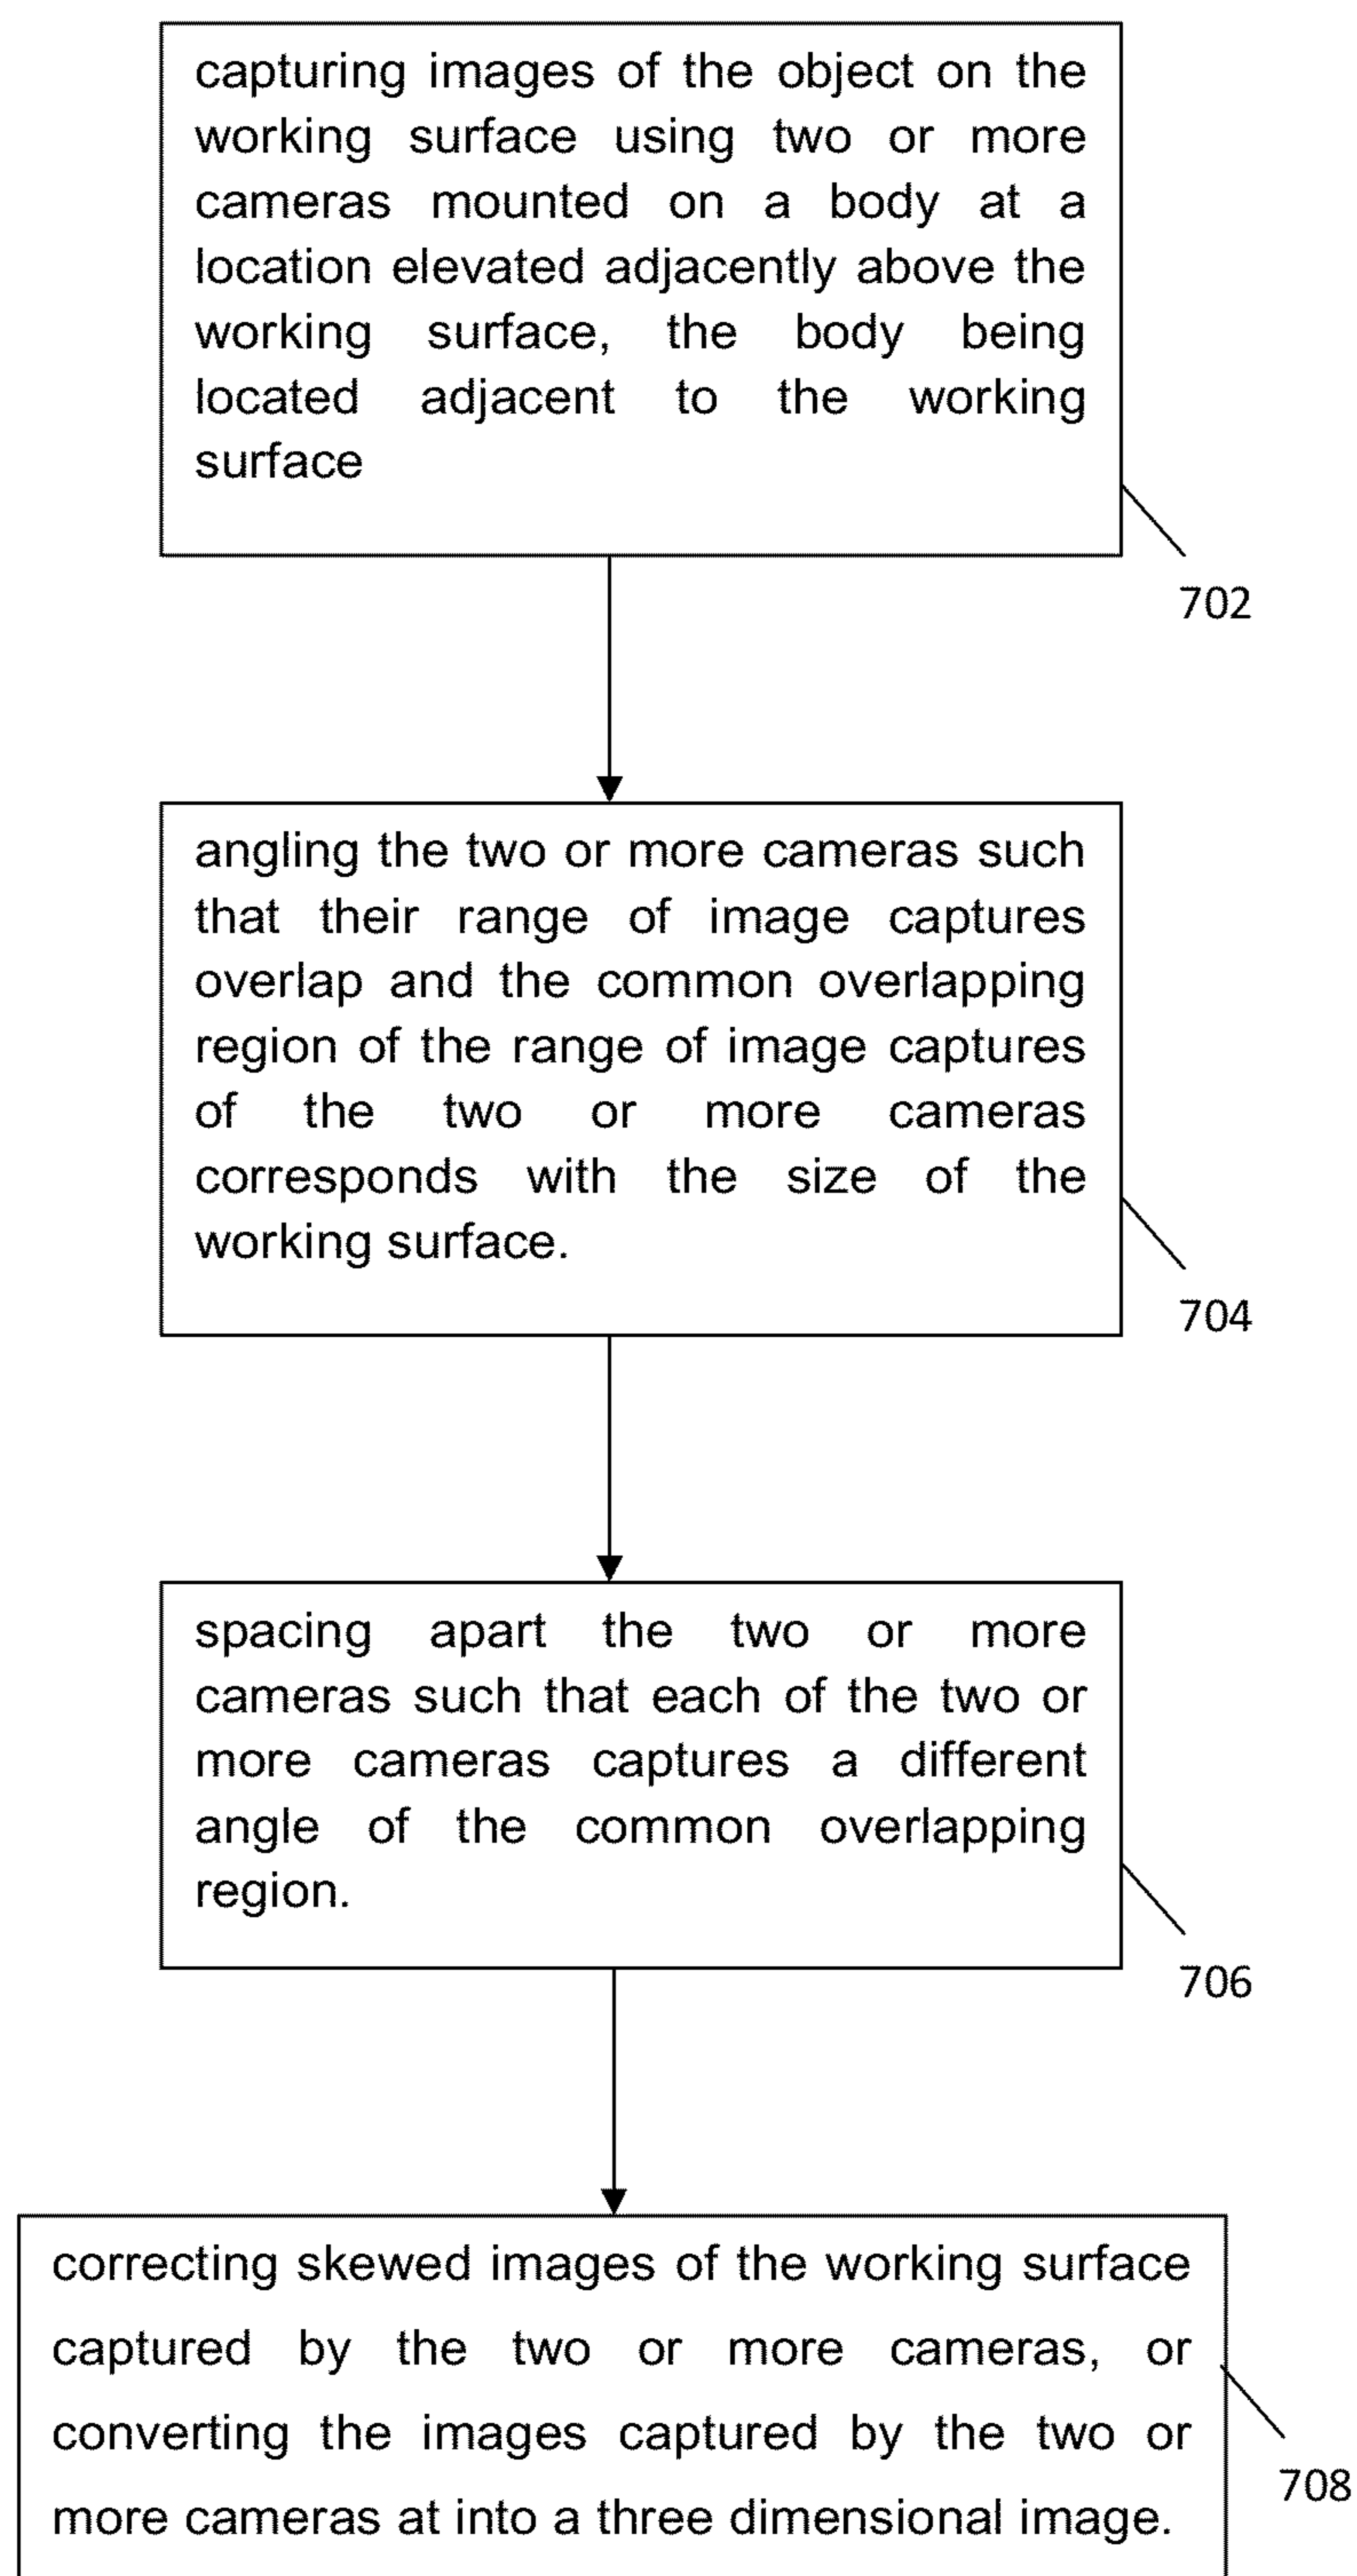 capturing images of the object on the
working surface using two or more
cameras mounted on a body at a
location elevated adjacently above the
working surface, the body being
located adjacent to the working
surface
702
angling the two or more cameras such
that their range of image captures
overlap and the common overlapping
region of the range of image captures
of the two or more cameras
corresponds with the size of the
working surface.
704
spacing apart the two or more
cameras such that each of the two or
more cameras captures a different
angle of the common overlapping
region.
706
correcting skewed images of the working surface
captured by the two or more cameras, or
converting the images captured by the two or
more cameras at into a three dimensional image.
708